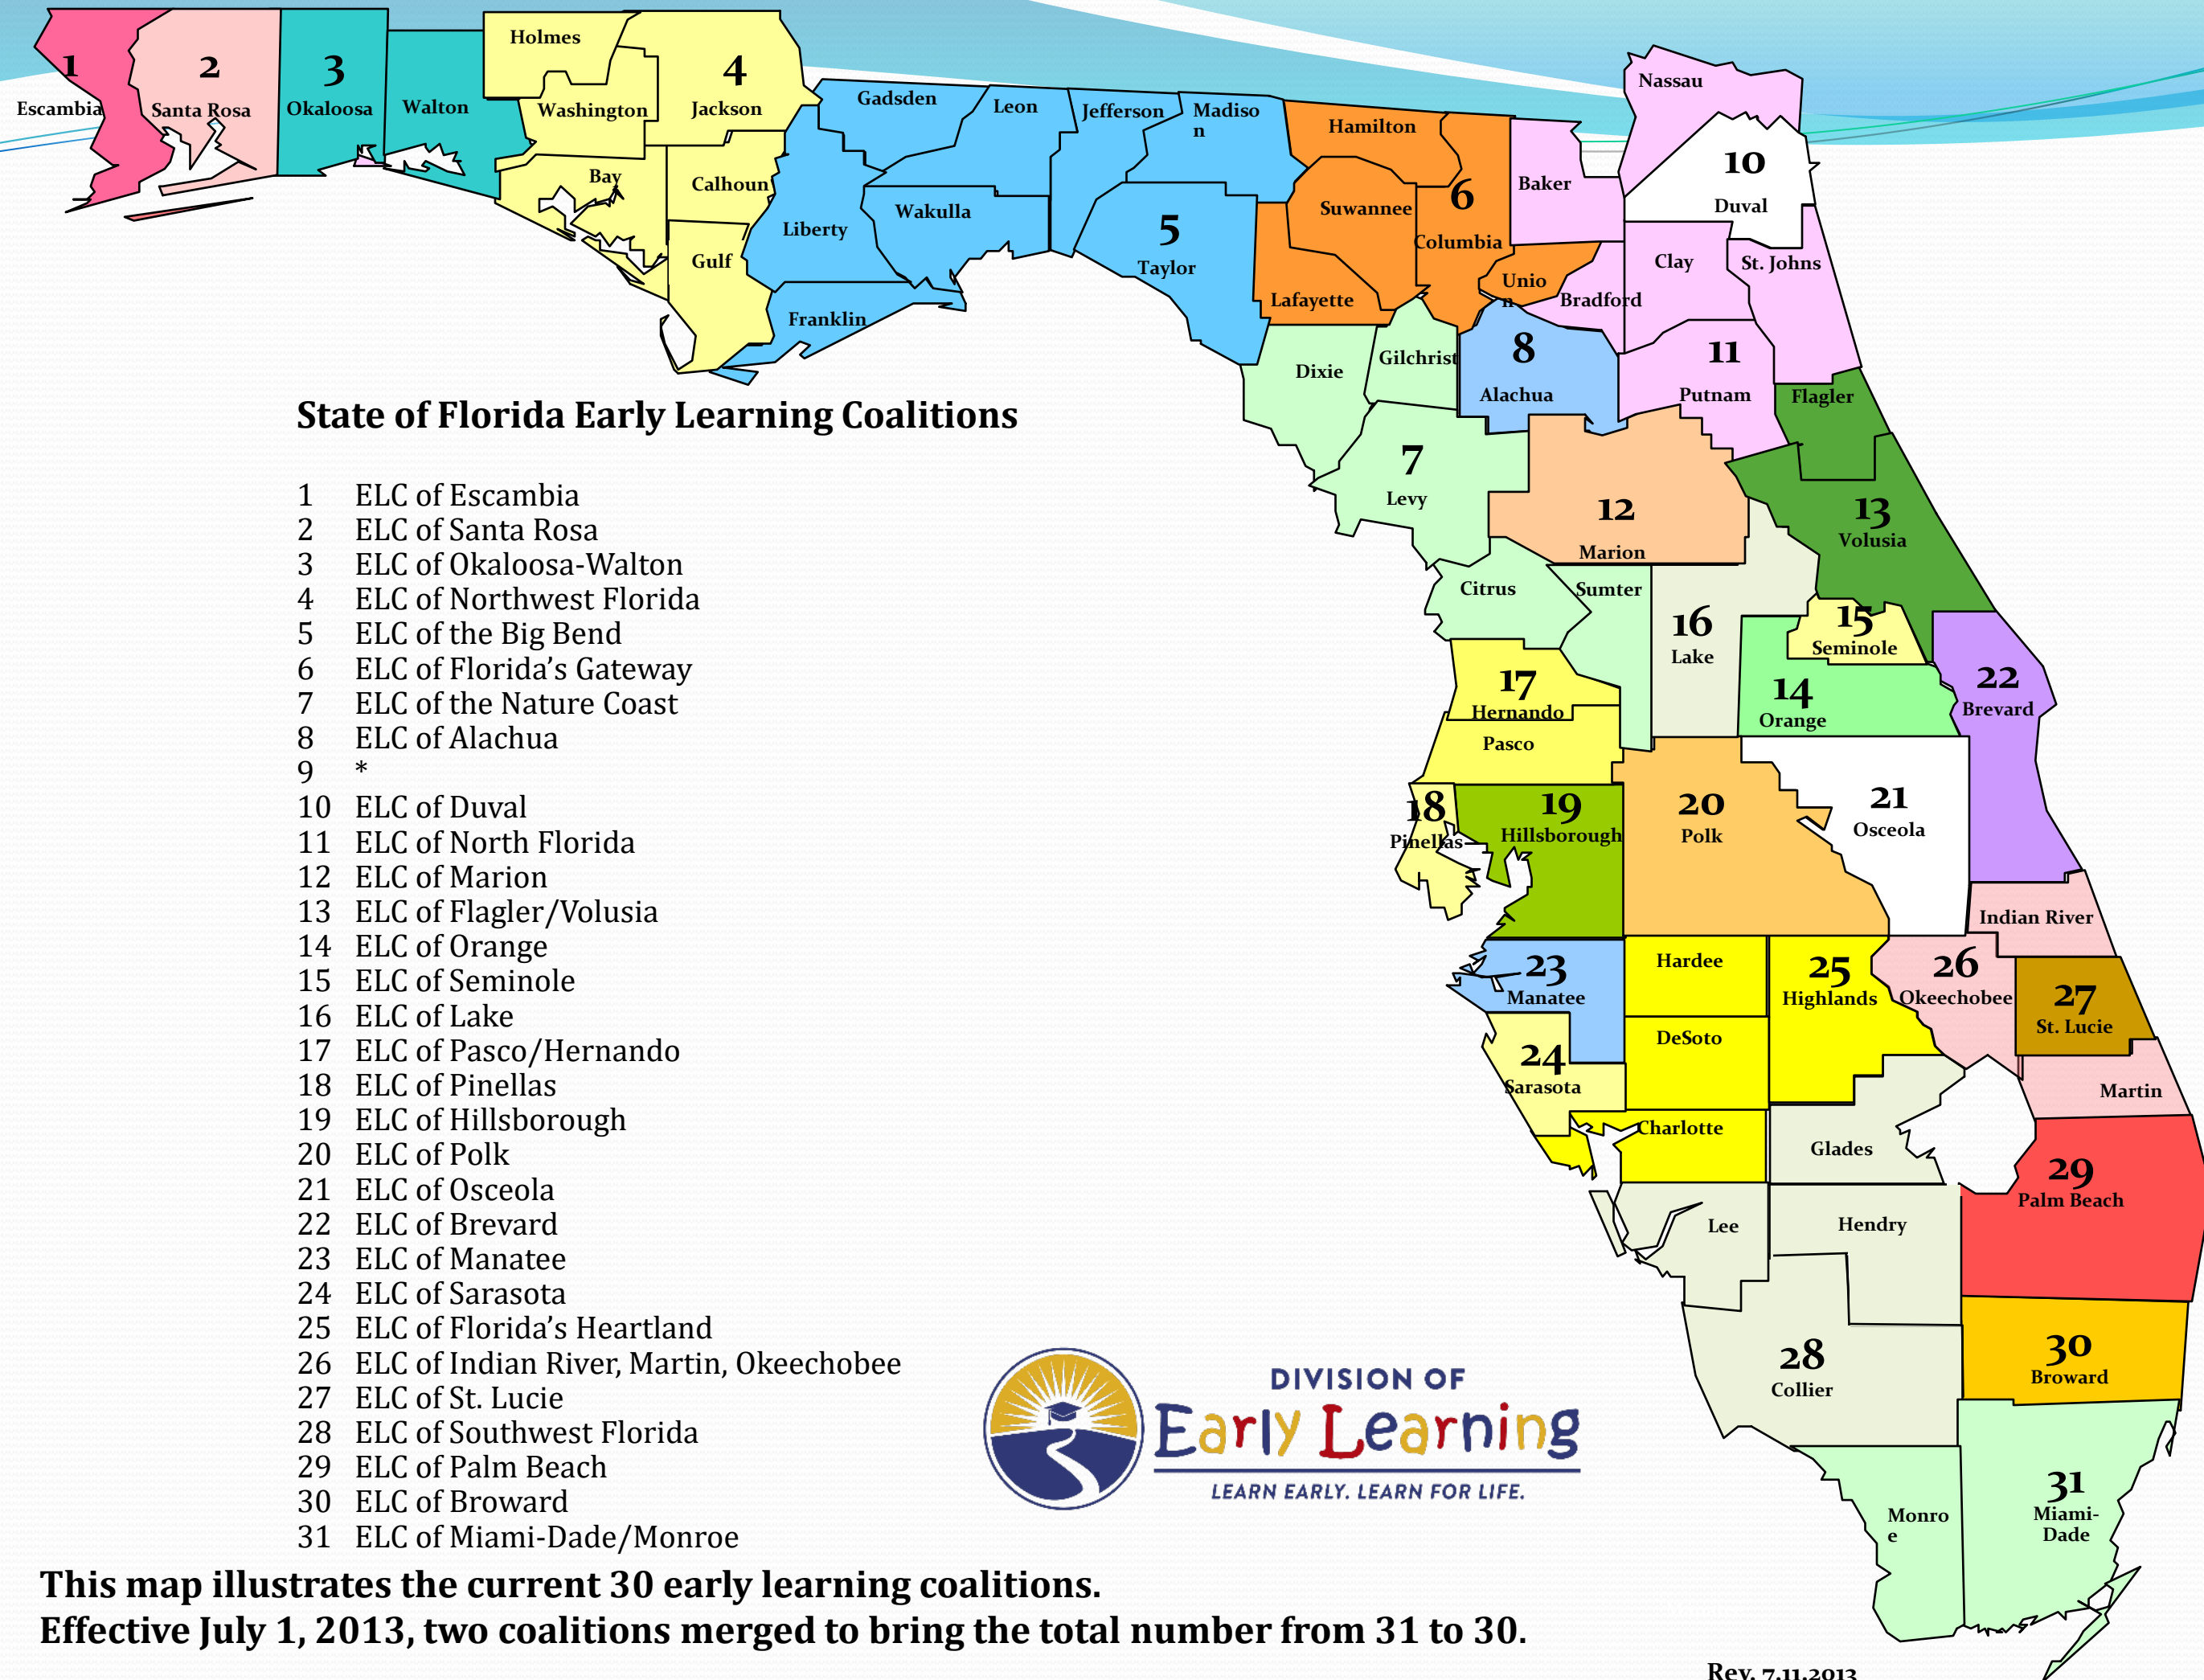 Holmes
1
2
3
4
Escambia
Santa Rosa
Okaloosa
Walton
Washington
Jackson
Bay
Calhoun
Gulf
Gadsden
Leon
Jefferson
Madiso
n
Liberty
Wakulla
Franklin
5
Taylor
Hamilton
Suwannee
6
Columbia
Lafayette
Unio
n
Nassau
Baker
10
Duval
Clay
St. Johns
Bradford
8
Alachua
11
Putnam
Flagler
Dixie
Gilchrist
7
Levy
12
Marion
13
Volusia
Citrus
Sumter
16
Lake
15
Seminole
14
Orange
17
Hernando
Pasco
22
Brevard
18
Pinellas
19
Hillsborough
20
Polk
21
Osceola
Indian River
23
Manatee
Hardee
25
Highlands
26
Okeechobee
27
St. Lucie
24
Sarasota
DeSoto
Martin
Charlotte
Glades
29
Palm Beach
Lee
Hendry
28
Collier
30
Broward
Monro
e
31
Miami-
Dade
State of Florida Early Learning Coalitions
1 ELC of Escambia
2 ELC of Santa Rosa
3 ELC of Okaloosa-Walton
4 ELC of Northwest Florida
5 ELC of the Big Bend
6 ELC of Florida’s Gateway
7 ELC of the Nature Coast
8 ELC of Alachua
9 *
10 ELC of Duval
11 ELC of North Florida
12 ELC of Marion
13 ELC of Flagler/Volusia
14 ELC of Orange
15 ELC of Seminole
16 ELC of Lake
17 ELC of Pasco/Hernando
18 ELC of Pinellas
19 ELC of Hillsborough
20 ELC of Polk
21 ELC of Osceola
22 ELC of Brevard
23 ELC of Manatee
24 ELC of Sarasota
25 ELC of Florida’s Heartland
26 ELC of Indian River, Martin, Okeechobee
27 ELC of St. Lucie
28 ELC of Southwest Florida
29 ELC of Palm Beach
30 ELC of Broward
31 ELC of Miami-Dade/Monroe
DIVISION OF
Early Learning
LEARN EARLY. LEARN FOR LIFE.
This map illustrates the current 30 early learning coalitions.
Effective July 1, 2013, two coalitions merged to bring the total number from 31 to 30.
Rev. 7.11.2013